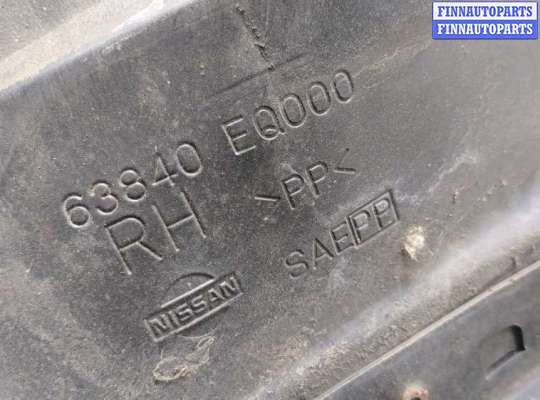 FINNAUTOPARTS
FINNAUTOPARTS
63840 EQ000
RH >PP<
NISSAN SAEPP